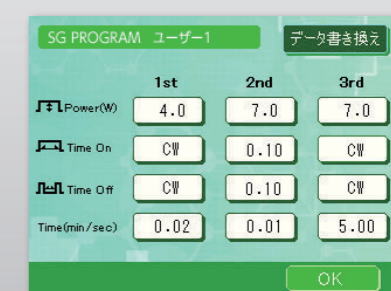 SG PROGRAM ユーザー1 データ書き換え
1st 2nd 3rd
Power(W) 4.0 7.0 7.0
Time On CW 0.10 CW
Time Off CW 0.10 CW
Time(min/sec) 0.02 0.01 5.00
OK